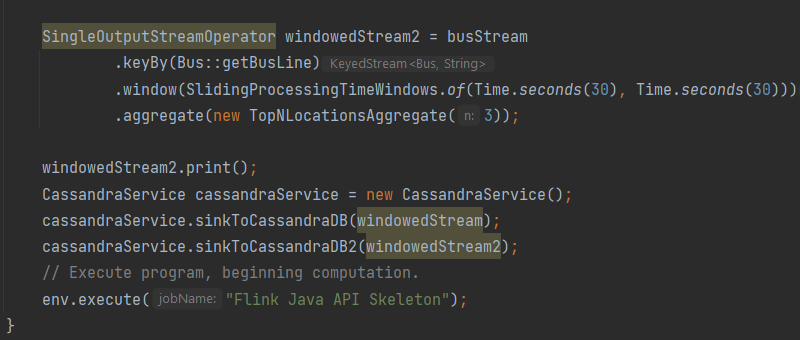 SingleOutputStreamOperator windowedStream2 = busStream
.keyBy(Bus::getBusLine) KeyedStream<Bus, String>
.window(SlidingProcessingTimeWindows.of(Time.seconds(30), Time.seconds(30)))
.aggregate(new TopNLocationsAggregate( n: 3));
windowedStream2.print();
CassandraService cassandraService = new CassandraService();
cassandraService.sinkToCassandraDB(windowedStream);
cassandraService.sinkToCassandraDB2(windowedStream2);
// Execute program, beginning computation.
env.execute( jobName: "Flink Java API Skeleton");
}